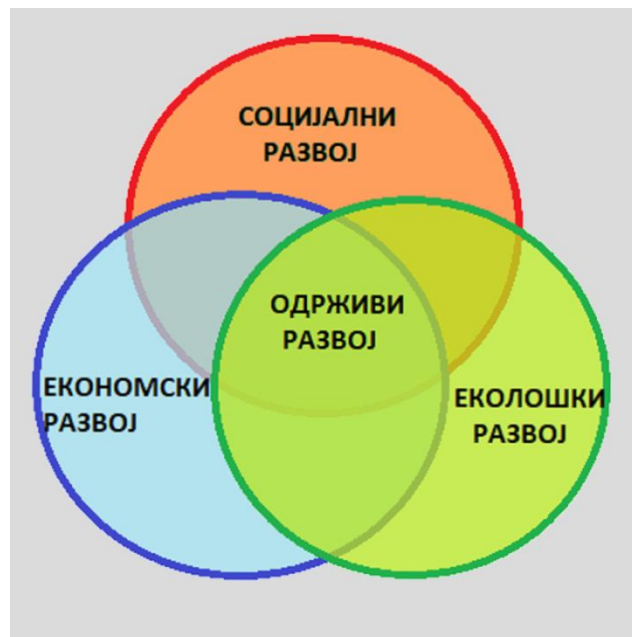 СОЦИЈАЛНИ
РАЗВОЈ
ОДРЖИВИ
РАЗВОЈ
ЕКОНОМСКИ
РАЗВОЈ
ЕКОЛОШКИ
РАЗВОЈ